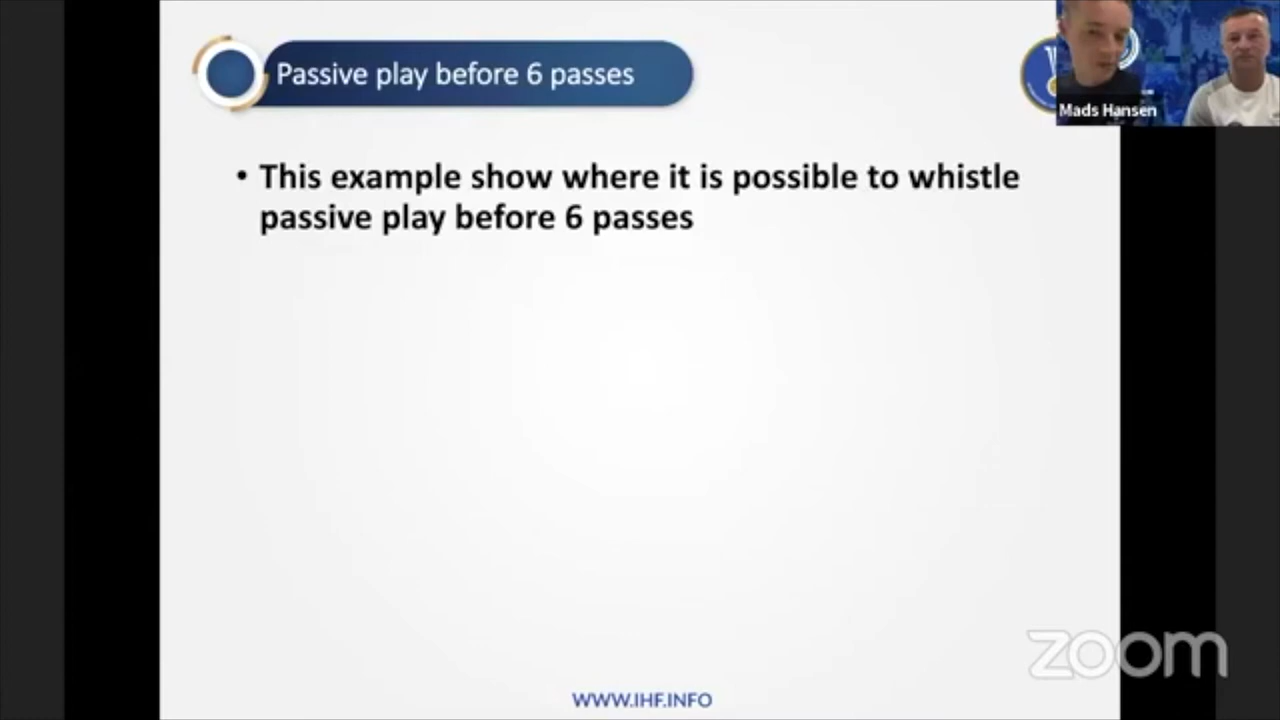 Passive play before 6 passes
Mads Hansen
• This example show where it is possible to whistle
passive play before 6 passes
zoom
WWW.IHF.INFO